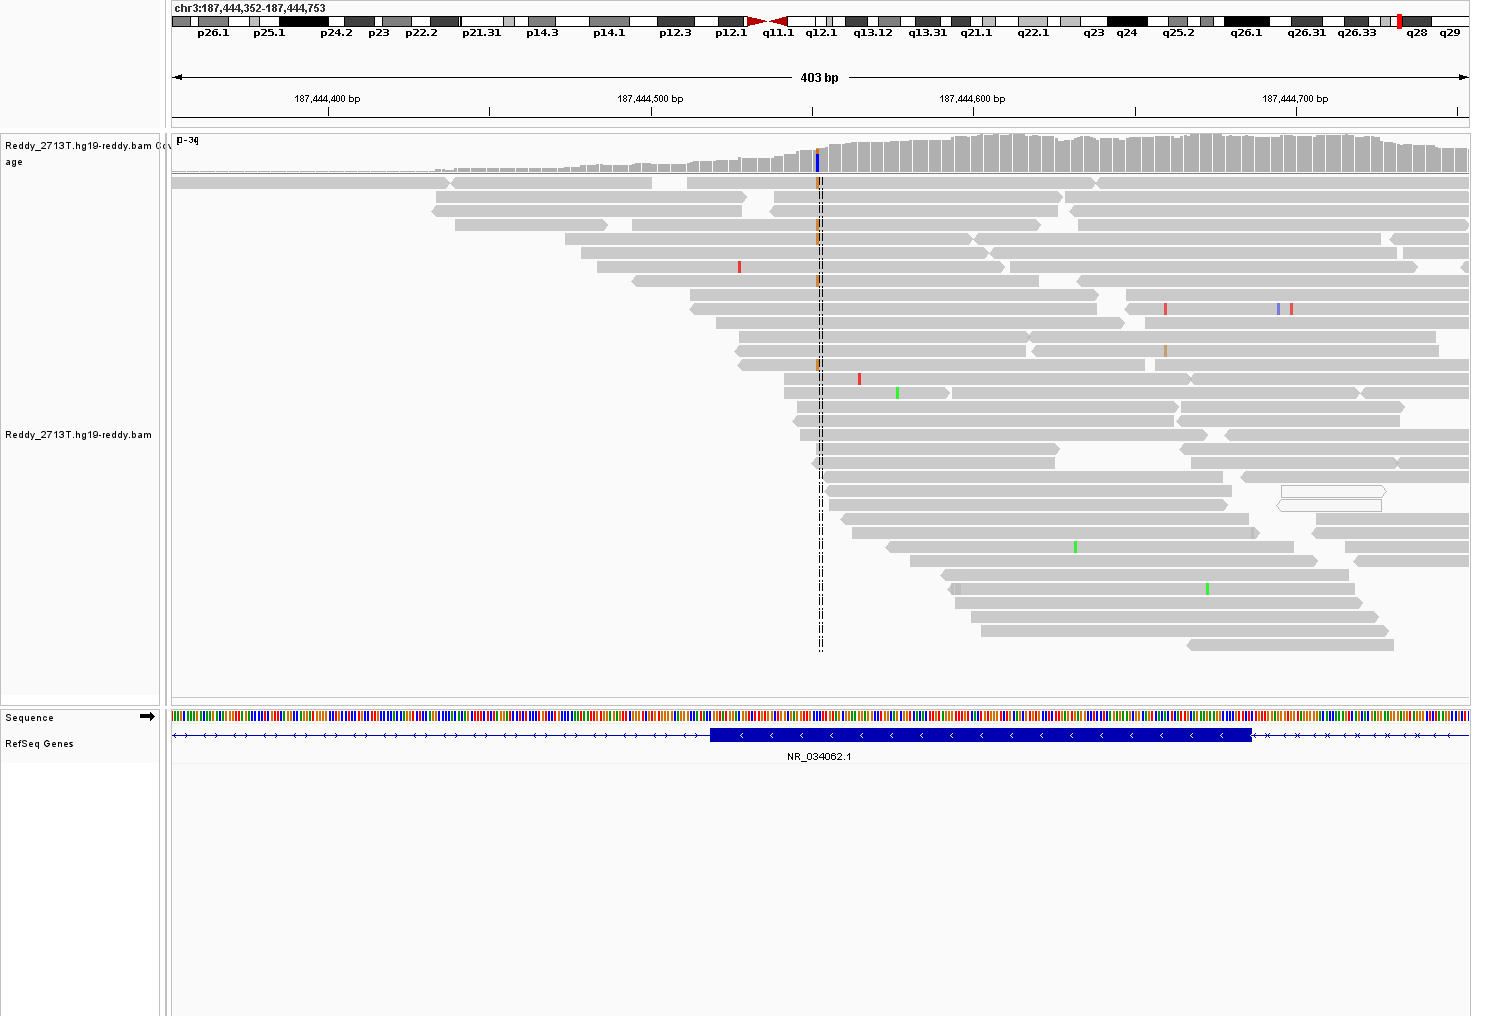 chr3:187,444,352-187,444,753
p26.1 p25.1 p24.2 p23 p22.2 p21.31 p14.3 p14.1 p12.3 p12.1 q11.1 q12.1 q13.12 q13.31 q21.1 q22.1 q23 q24 q25.2 q26.1 q26.31 q26.33 q28 q29
403 bp
187,444,400 bp 187,444,500 bp 187,444,600 bp 187,444,700 bp
Reddy_2713T.hg19-reddy.bam Cov
age
Reddy_2713T.hg19-reddy.bam
Sequence
RefSeq Genes
NR_034062.1